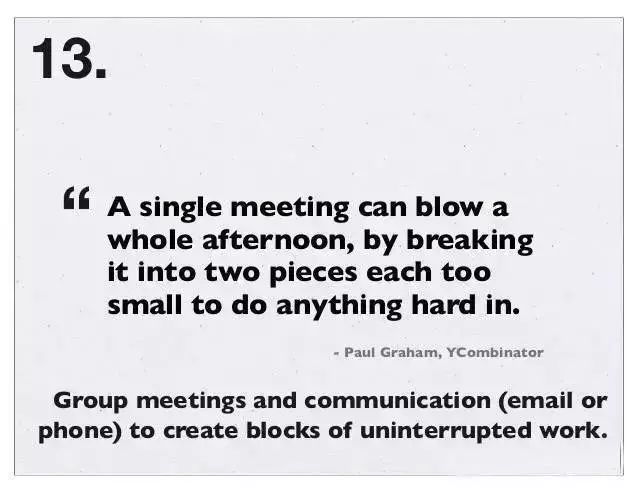 13.
“ A single meeting can blow a
whole afternoon, by breaking
it into two pieces each too
small to do anything hard in.
- Paul Graham, YCombinator
Group meetings and communication (email or
phone) to create blocks of uninterrupted work.